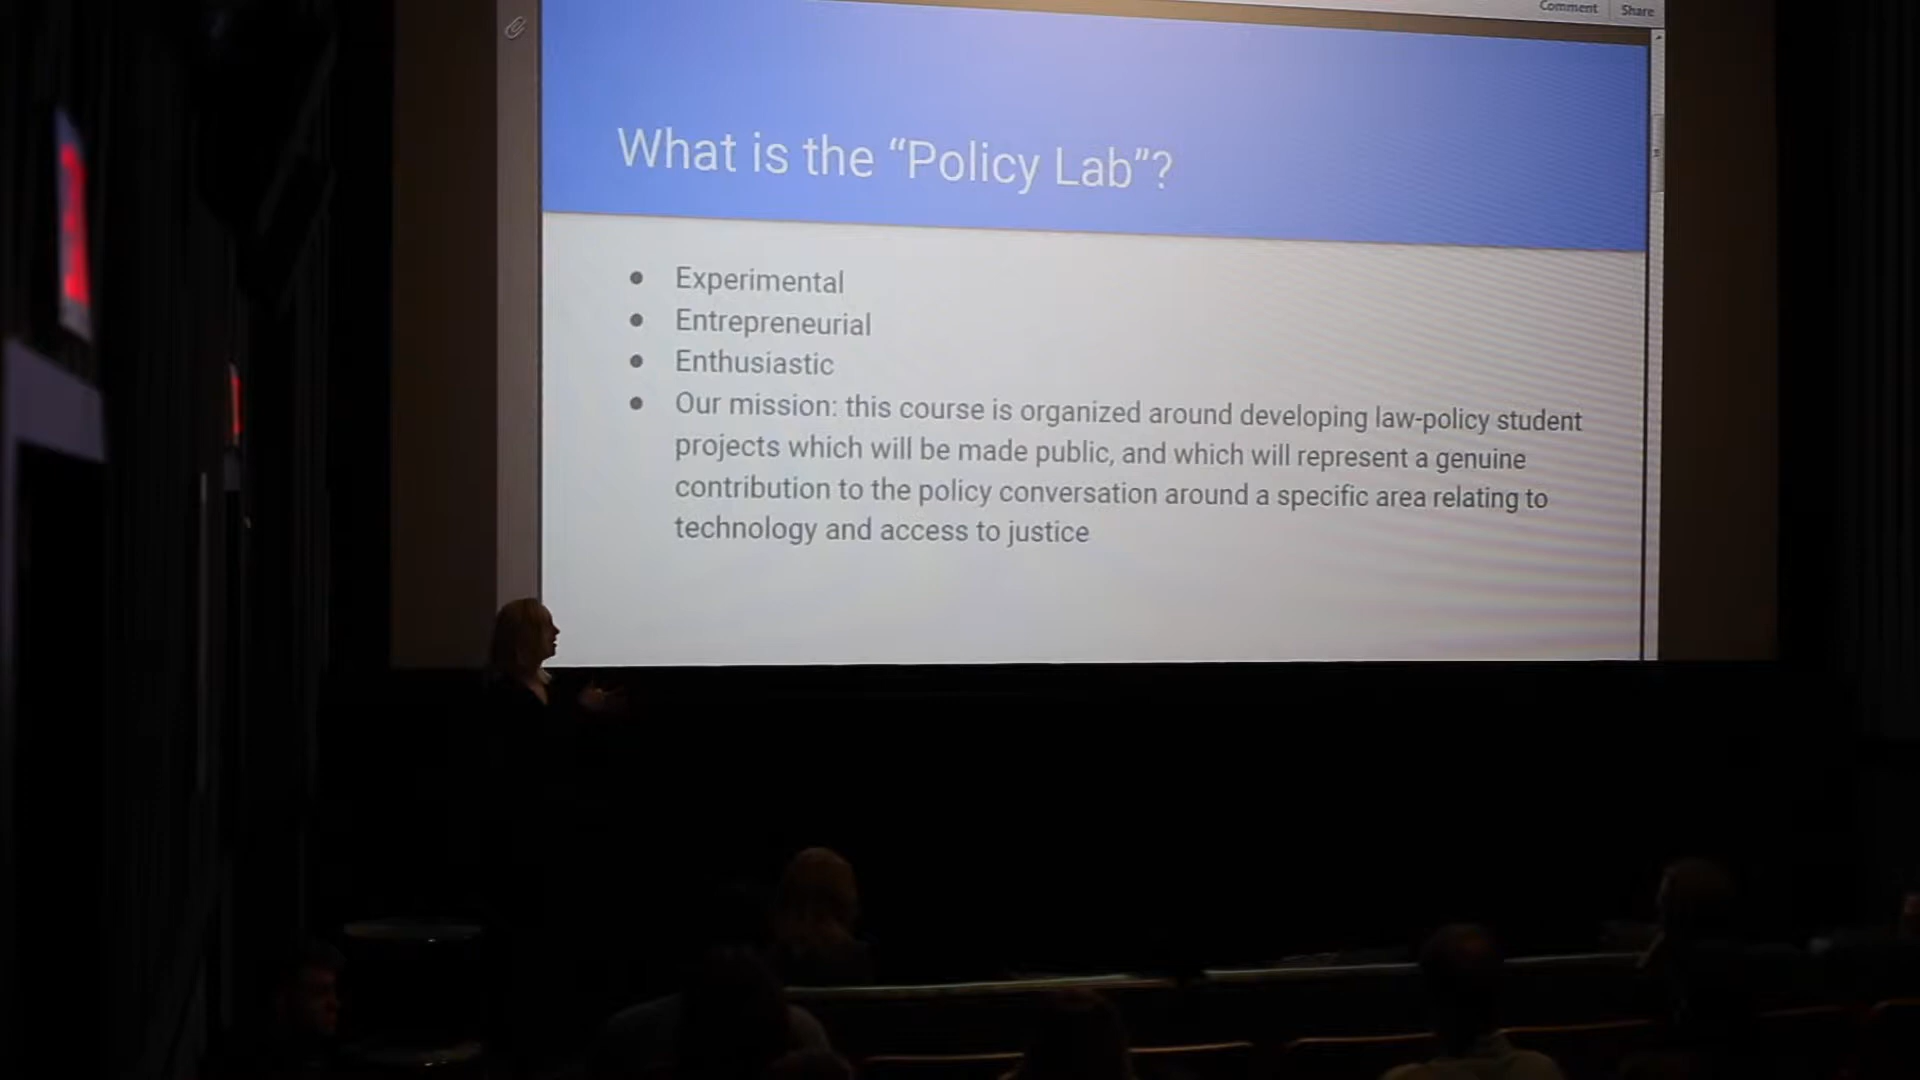 Comment Share
What is the “Policy Lab”?
● Experimental
● Entrepreneurial
● Enthusiastic
● Our mission: this course is organized around developing law-policy student
projects which will be made public, and which will represent a genuine
contribution to the policy conversation around a specific area relating to
technology and access to justice